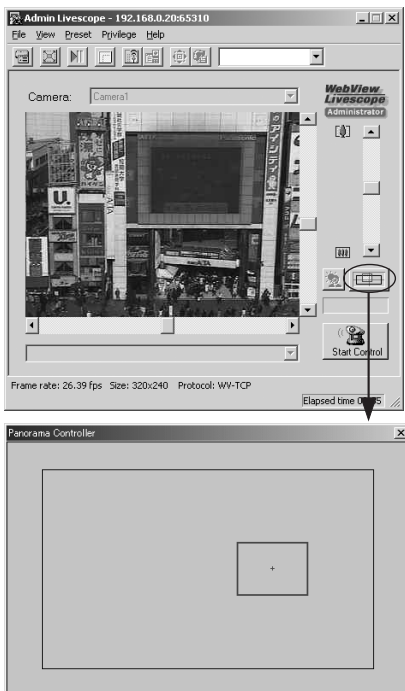 Admin Livescope - 192.168.0.20:65310
File View Preset Privilege Help
Camera: Camera1
WebView
Livescope
Administrator
U.
ALTA
Start Control
Frame rate: 26.39 fps Size: 320x240 Protocol: WV-TCP
Elapsed time
Panorama Controller